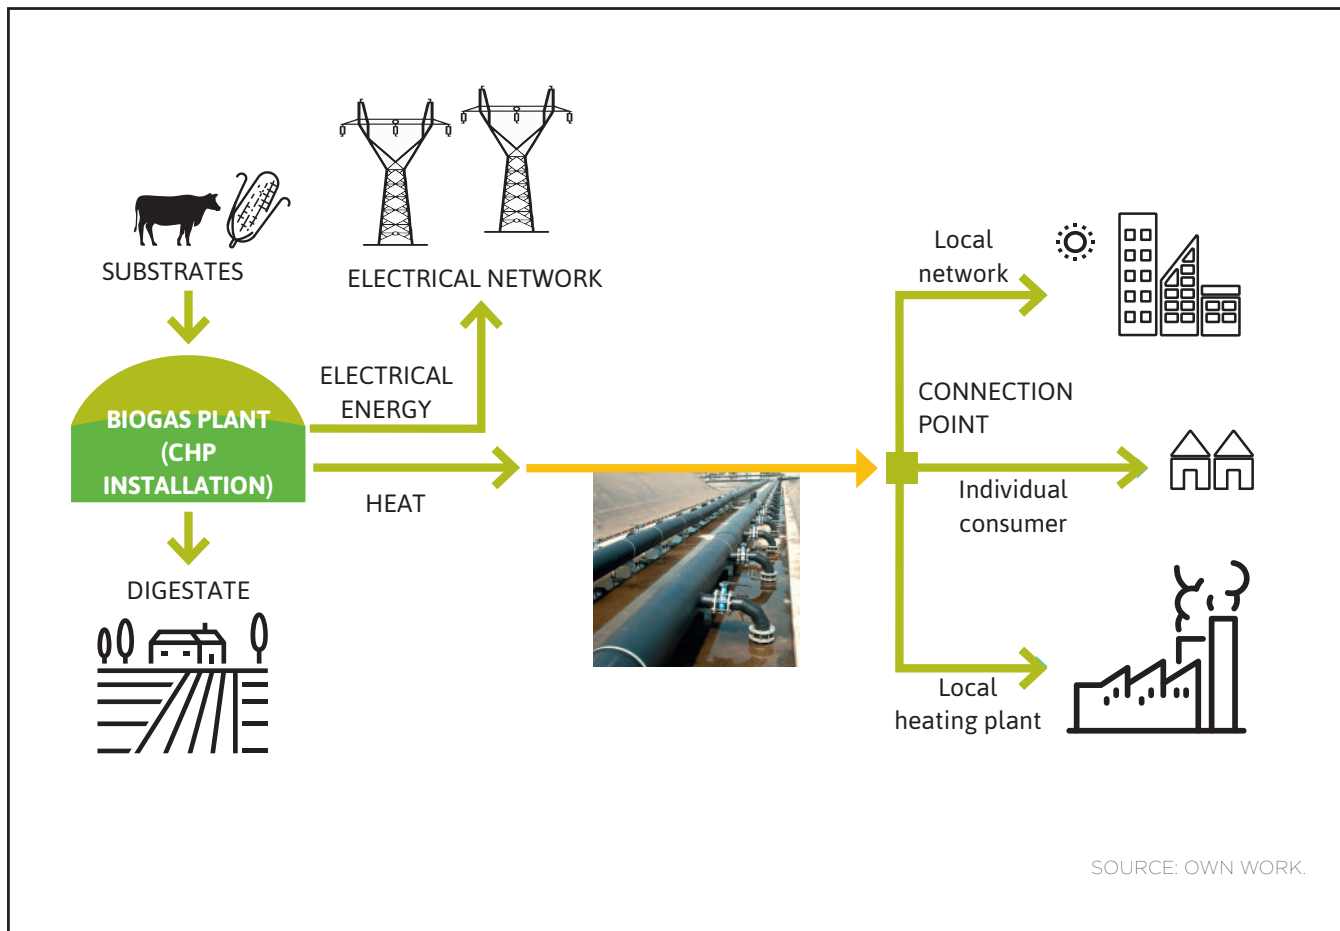 SUBSTRATES
ELECTRICAL NETWORK
BIOGAS PLANT
(CHP
INSTALLATION)
ELECTRICAL
ENERGY
HEAT
DIGESTATE
Local
network
CONNECTION
POINT
Individual
consumer
Local
heating plant
SOURCE: OWN WORK.